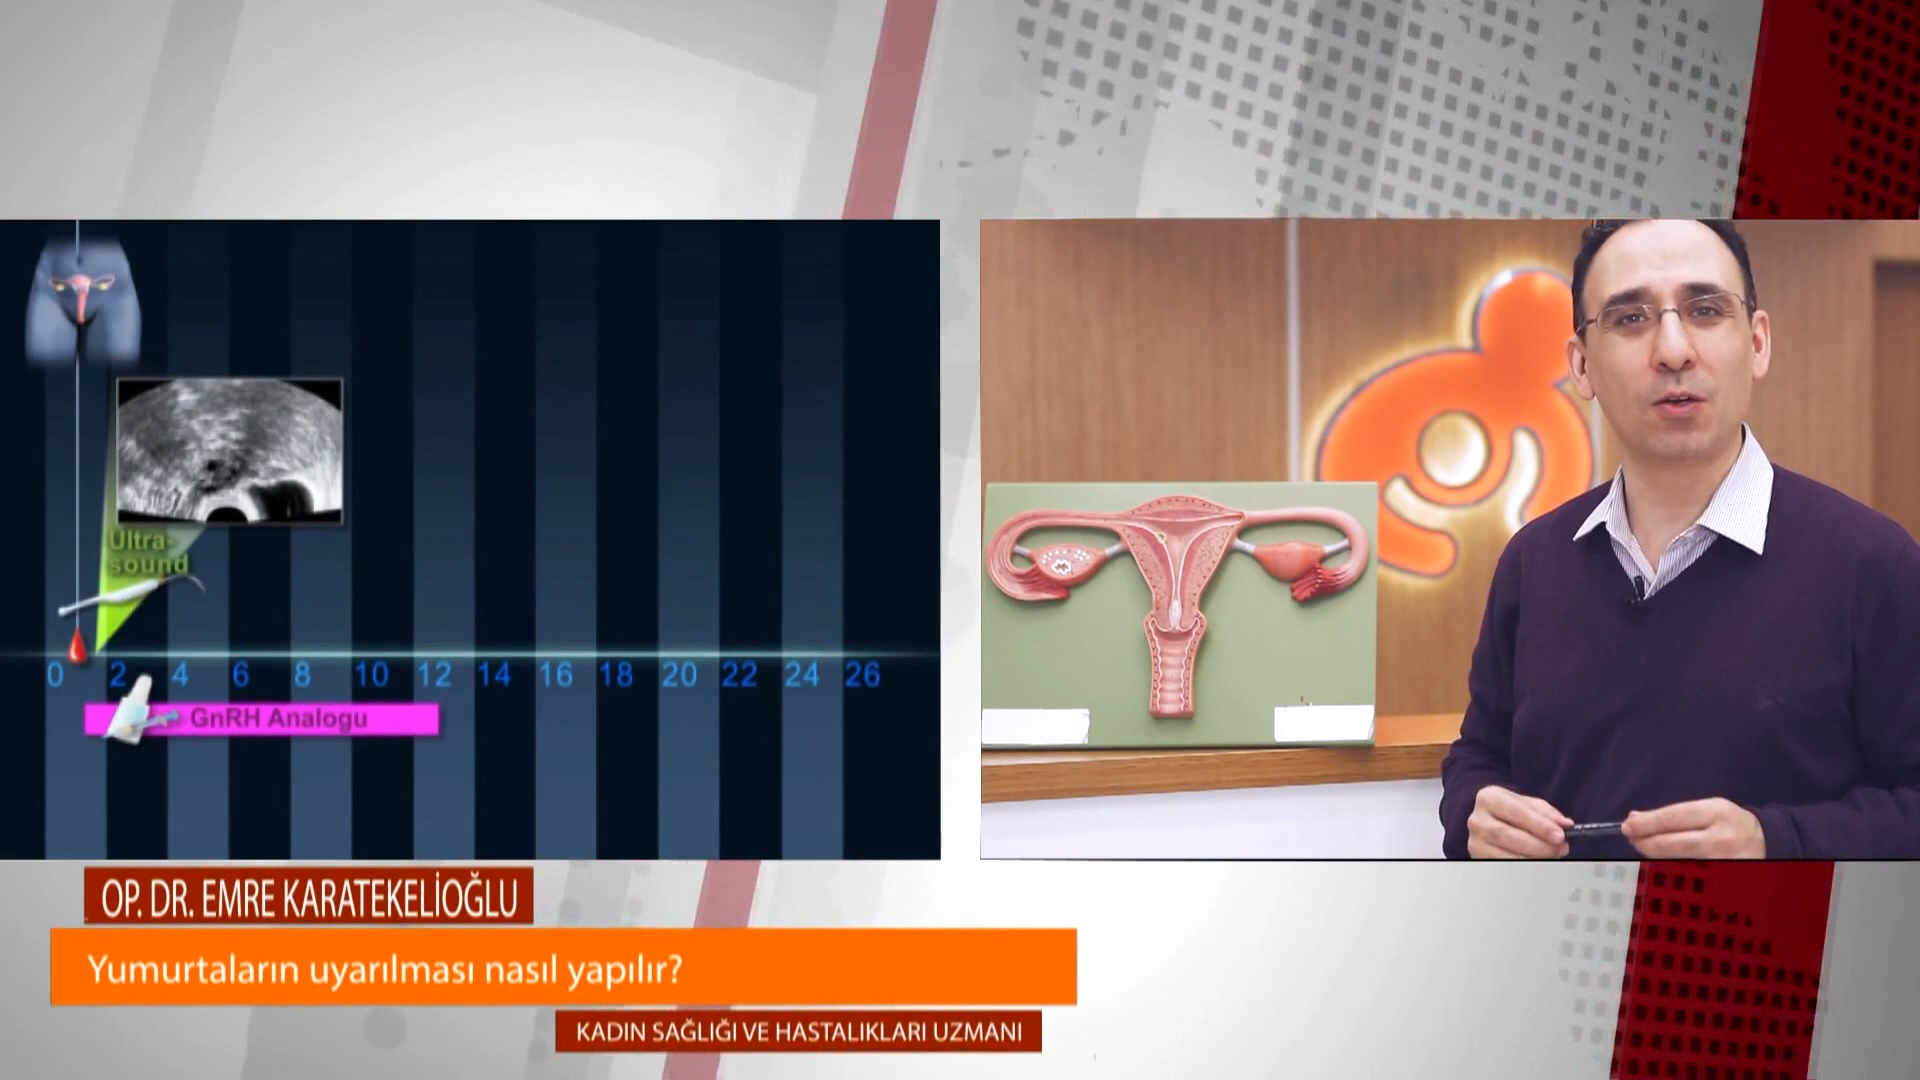 Ultra-
sound
0 2 4 6 8 10 12 14 16 18 20 22 24 26
GnRH Analogu
OP. DR. EMRE KARATEKELİOĞLU
Yumurtaların uyarılması nasıl yapılır?
KADIN SAĞLIĞI VE HASTALIKLARI UZMANI